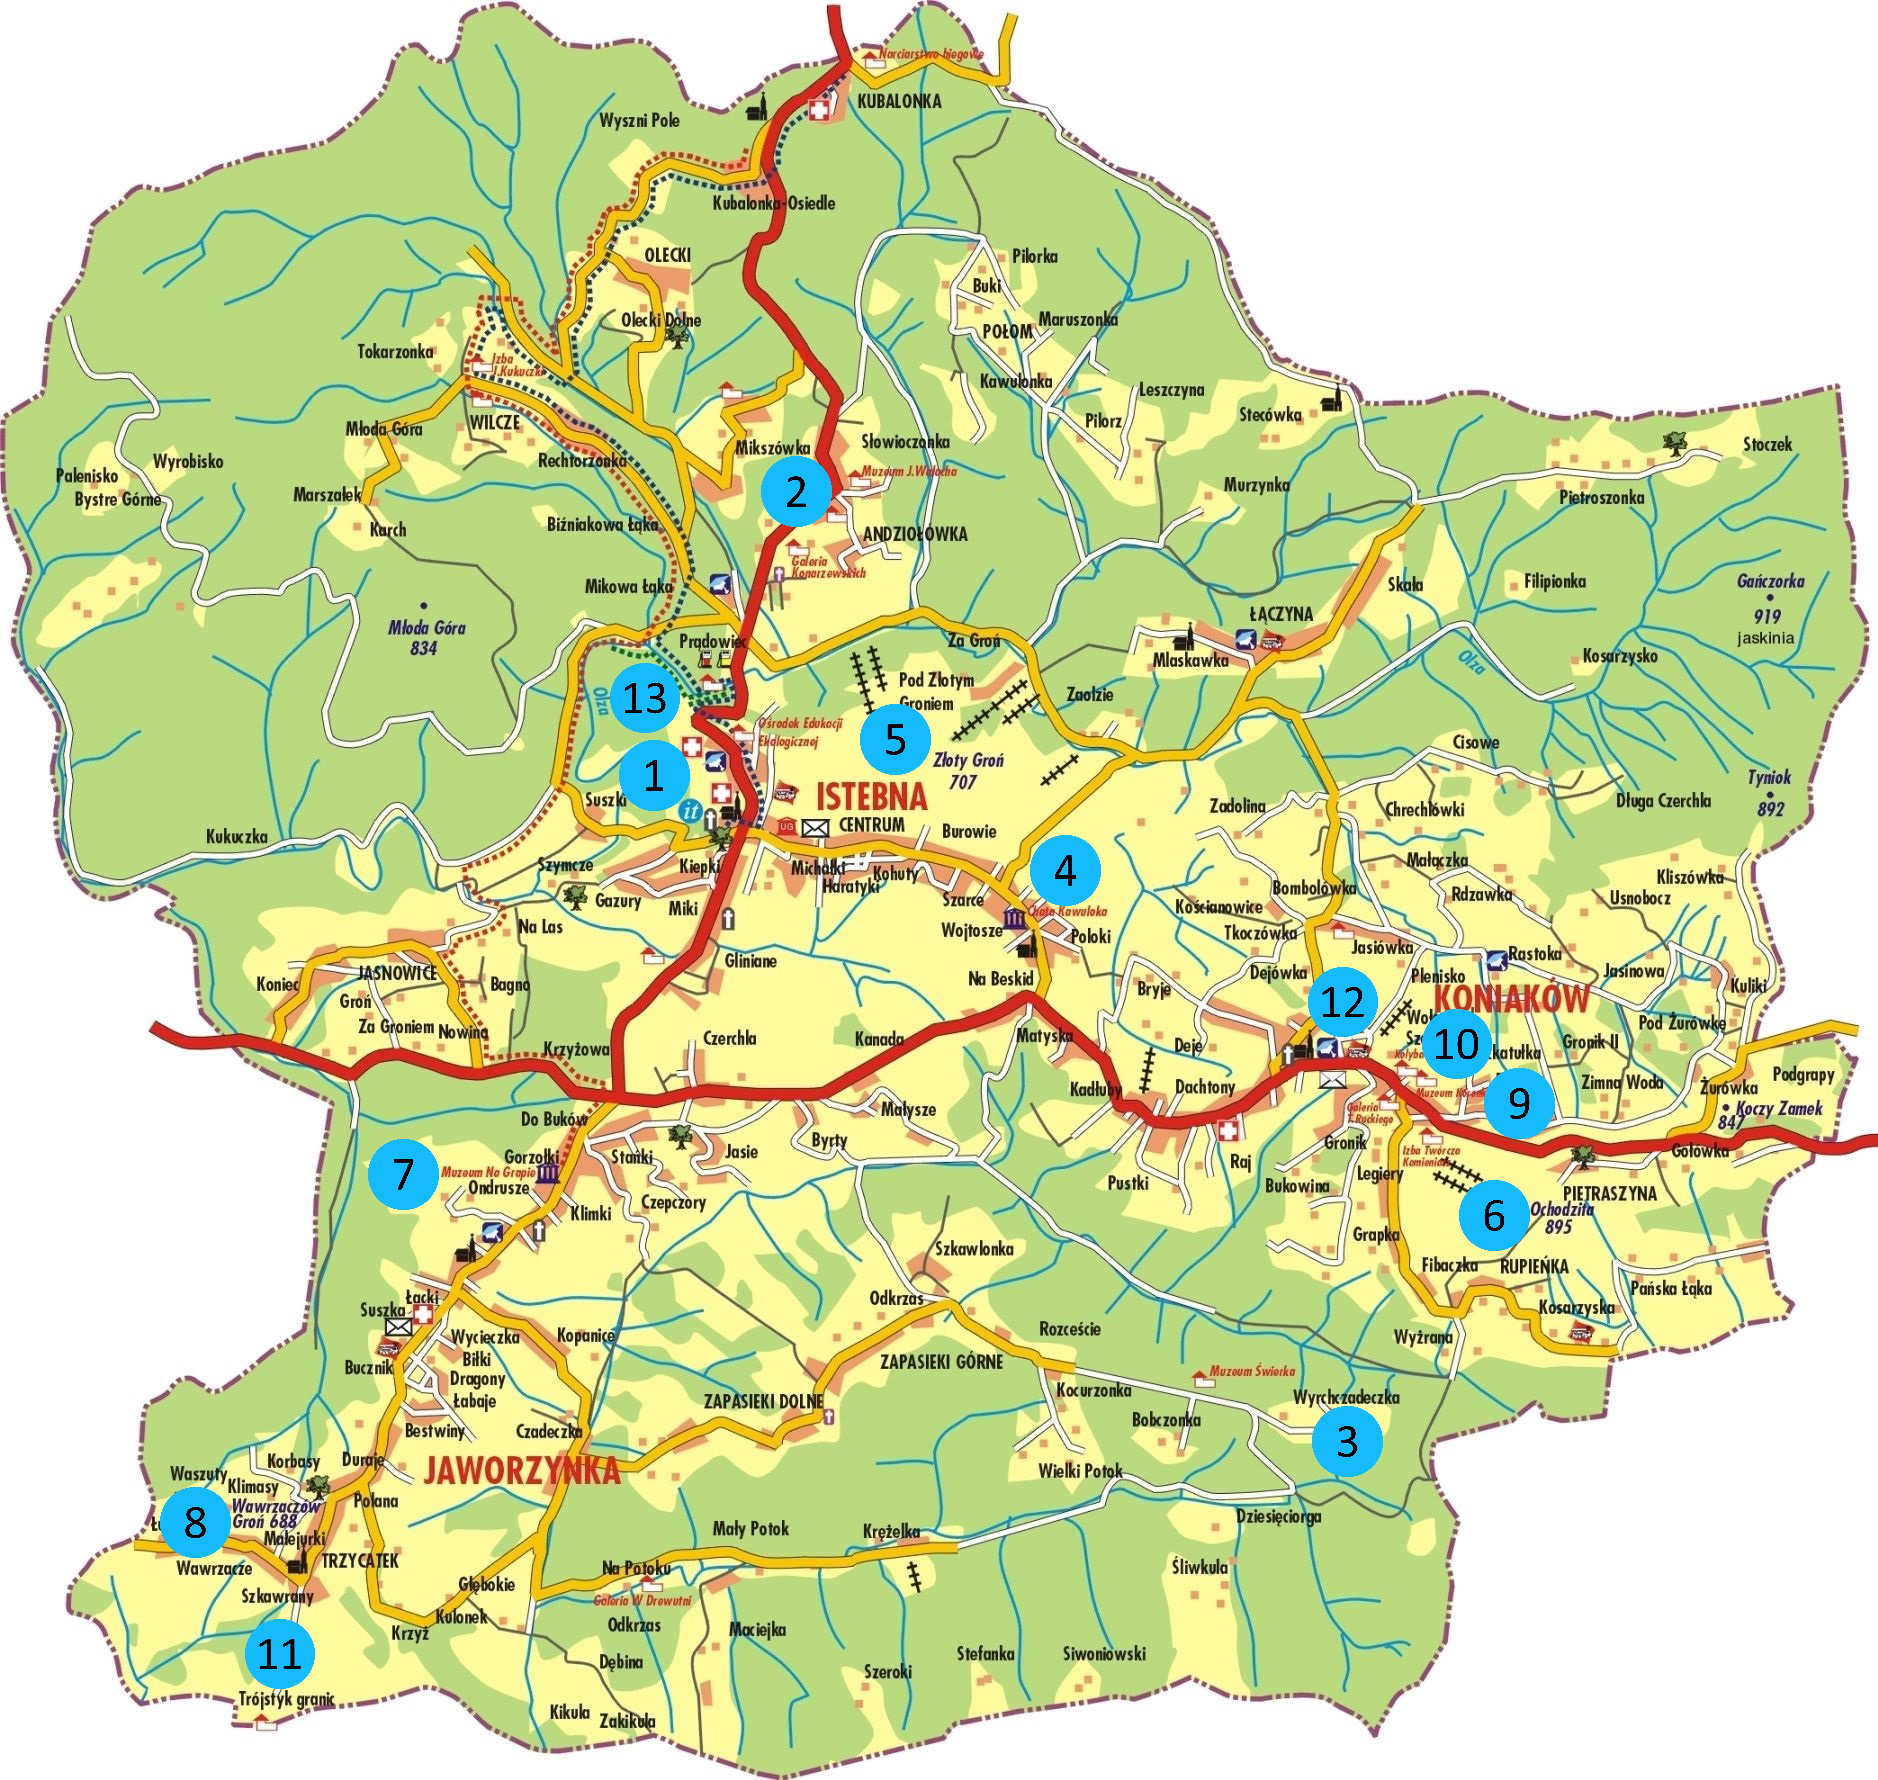 Narciarstwo biegowe
KUBALONKA
Wyszni Pole
Kubalonka-Osiedle
OLECKI
Pilorka
Buki
Olecki Dolne
Maruszonka
POŁOM
Tokarzonka
Izba
J.Kukuczki
Kawulonka
Leszczyna
Stecówka
WILCZE
Młoda Góra
Pilorz
Mikszówka
Słowioczonka
Stoczek
Rechtorzonka
Wyrobisko
Palenisko
Bystre Górne
Muzeum J.Wałacha
Marszałek
2
Murzynka
Pietroszonka
Karch
Biźniakowa Łąka
ANDZIOŁÓWKA
Galeria
Konarzewskich
Mikowa Łąka
Skała
Filipionka
Gańczorka
919
jaskinia
ŁĄCZYNA
Młoda Góra
834
Prądowiec
Za Groń
Mlaskawka
Olza
Kosarzysko
13
Olza
Pod Złotym
Groniem
Zaolzie
Ośrodek Edukacji
Ekologicznej
5
Złoty Groń
707
Cisowe
1
Tyniok
892
Suszki
it
ISTEBNA
UG
CENTRUM
Zadolina
Chrechłówki
Długa Czerchla
Kukuczka
Burowie
Szymcze
Kiepki
Michałki
Haratyki
Kohuty
4
Małączka
Kliszówka
Gazury
Miki
Szarce
Bombolówka
Rdzawka
Usnobocz
Chata Kawuloka
Kościanowice
Na Las
Wojtosze
Poloki
Tkoczówka
Jasiówka
Rastoka
Gliniane
Koniec
JASNOWICE
Bagno
Na Beskid
Bryje
Dejówka
Plenisko
Jasinowa
Kuliki
Groń
12
KONIAKÓW
Za Groniem
Nowina
Czerchla
Kanada
Matyska
Deje
10
Gronik II
Pod Żurówkę
Krzyżowa
Kadłuby
Dachtony
Zimna Woda
Żurówka
Podgrapy
Do Buków
Małysze
Galeria
T.Ruckiego
9
Koczy Zamek
847
Gorzołki
Stańki
Jasie
Byrty
Gronik
Izba Twórcza
Gołówka
7
Muzeum Na Grapie
Ondrusze
Czepczory
Pustki
Raj
Bukowina
Legiery
PIETRASZYNA
Klimki
6
Ochodzita
895
Szkawlonka
Grapka
Fibaczka
RUPIEŃKA
Łacki
Suszka
Odkrzas
Pańska Łąka
Kosarzyska
Wycieczka
Kopanice
Rozceście
Wyźrana
Bucznik
Biłki
Dragony
ZAPASIEKI GÓRNE
Muzeum Świerka
Łabaje
ZAPASIEKI DOLNE
Kocurzonka
Wyrchczadeczka
Bestwiny
Czadeczka
Bobczonka
3
Korbasy
Duraje
JAWORZYNKA
Wielki Potok
Waszuty
Klimasy
Polana
Wawrzaczów
Groń 688
8
Dziesięciorga
Małejurki
Mały Potok
Krężelka
Wawrzacze
TRZYCATEK
Na Potoku
Śliwkula
Szkawrany
Głębokie
Galeria W Drewutni
Kulonek
Krzyż
Odkrzas
Maciejka
11
Dębina
Stefanka
Siwoniowski
Szeroki
Trójstyk granic
Kikula
Zakikula